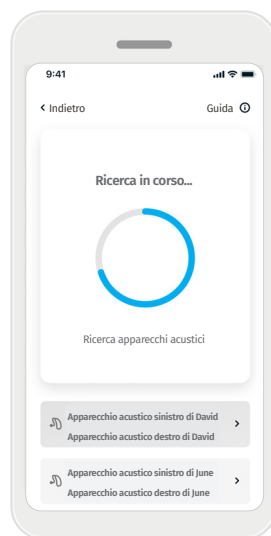 9:41
Indietro
Guida
Ricerca in corso...
Ricerca apparecchi acustici
Apparecchio acustico sinistro di David
Apparecchio acustico destro di David
Apparecchio acustico sinistro di June
Apparecchio acustico destro di June